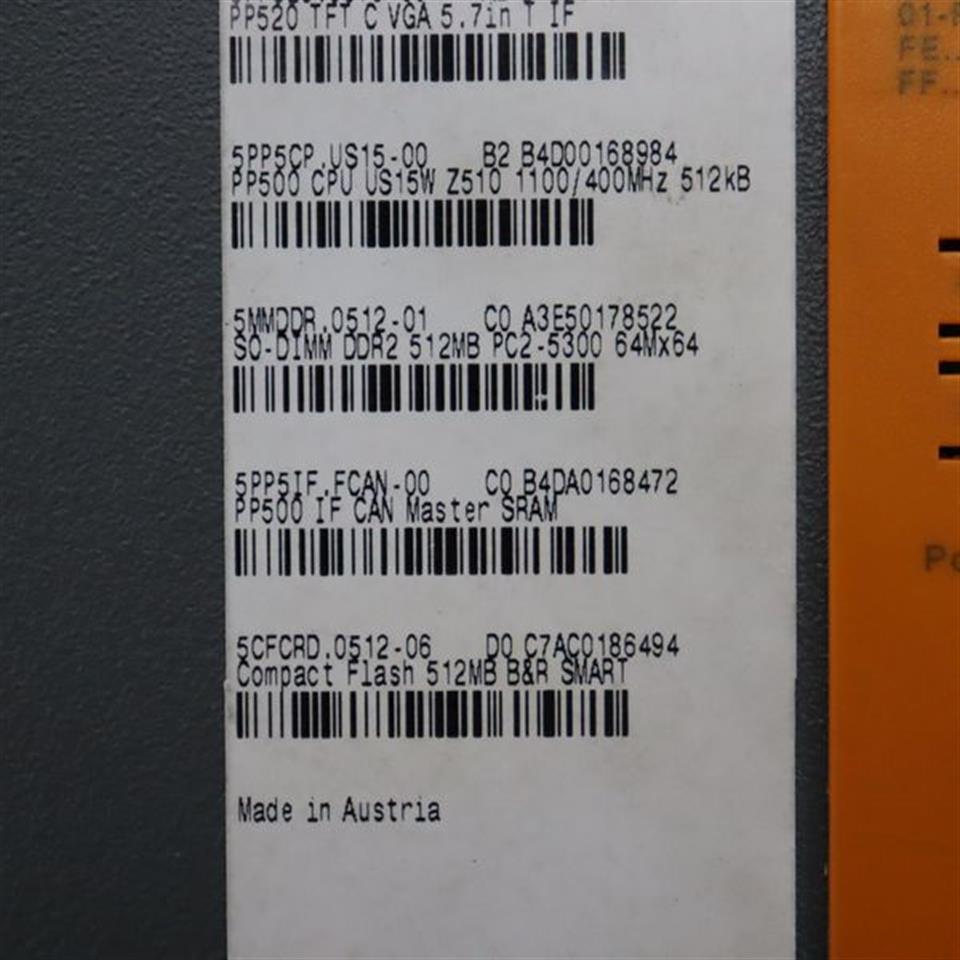 PP520 TFT C VGA 5.7in T IF
5PP5CP.US15-00 B2 B4D00168984
PP500 CPU US15W Z510 1100/400MHz 512kB
5MMDDR.0512-01 C0 A3E50178522
SO-DIMM DDR2 512MB PC2-5300 64Mx64
5PP5IF.FCAN-00 C0 B4DA0168472
PP500 IF CAN Master SRAM
5CFCRD.0512-06 D0 C7AC0186494
Compact Flash 512MB B&R SMART
Made in Austria
FE..
FF..